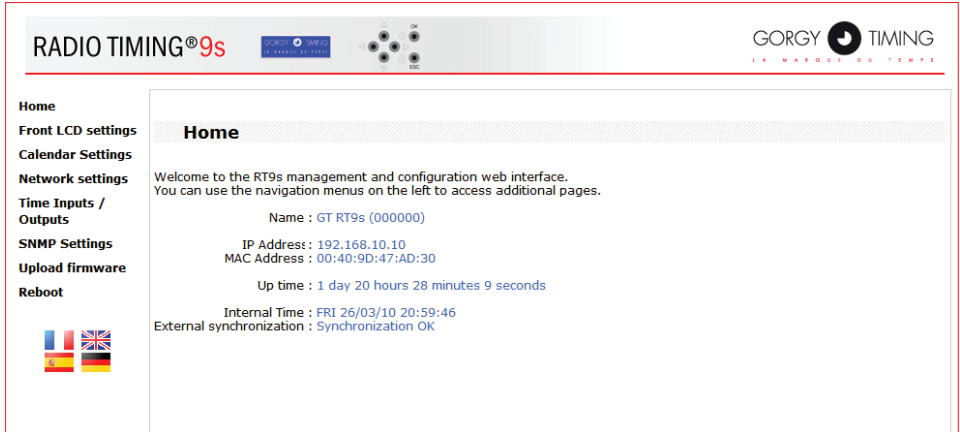 RADIO TIMING®9s
GORGY TIMING
LA MARQUE DU TEMPS
OK
ESC
GORGY TIMING
LA MARQUE DU TEMPS
Home
Front LCD settings
Calendar Settings
Network settings
Time Inputs /
Outputs
SNMP Settings
Upload firmware
Reboot
Home
Welcome to the RT9s management and configuration web interface.
You can use the navigation menus on the left to access additional pages.
Name : GT RT9s (000000)
IP Address : 192.168.10.10
MAC Address : 00:40:9D:47:AD:30
Up time : 1 day 20 hours 28 minutes 9 seconds
Internal Time : FRI 26/03/10 20:59:46
External synchronization : Synchronization OK